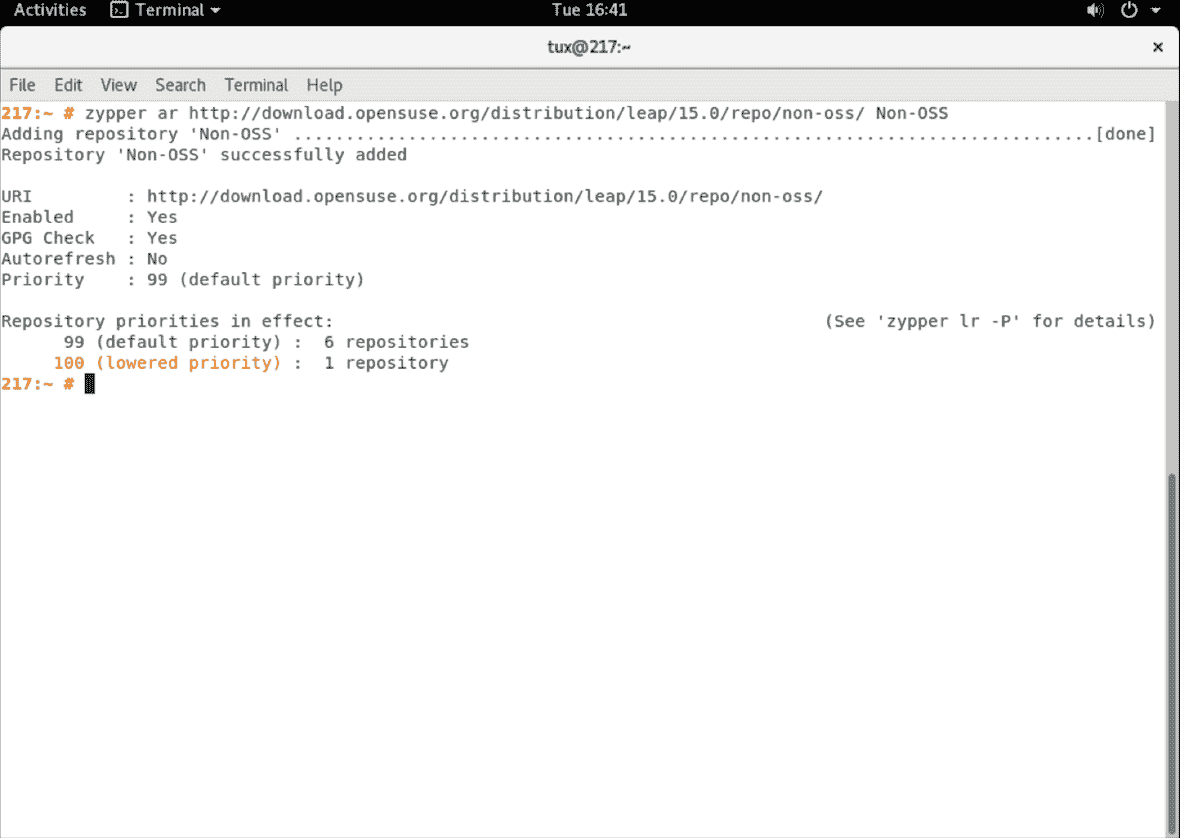 Activities Terminal Tue 16:41
tux@217:~
File Edit View Search Terminal Help
217:~ # zypper ar http://download.opensuse.org/distribution/leap/15.0/repo/non-oss/ Non-OSS
Adding repository 'Non-OSS' .............................................................................[done]
Repository 'Non-OSS' successfully added
URI         : http://download.opensuse.org/distribution/leap/15.0/repo/non-oss/
Enabled     : Yes
GPG Check   : Yes
Autorefresh : No
Priority    : 99 (default priority)
Repository priorities in effect:                                               (See 'zypper lr -P' for details)
      99 (default priority) :  6 repositories
     100 (lowered priority) :  1 repository
217:~ #